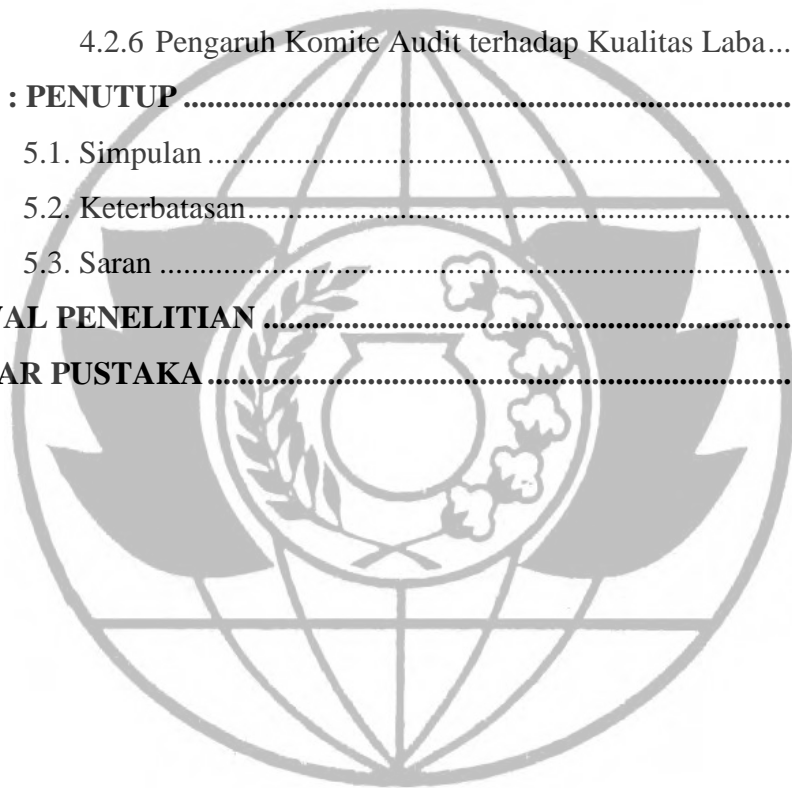 4.2.6 Pengaruh Komite Audit terhadap Kualitas Laba...
: PENUTUP ....................................................................................
5.1. Simpulan ................................................................................
5.2. Keterbatasan..........................................................................
5.3. Saran ......................................................................................
VAL PENELITIAN ......................................................................
AR PUSTAKA ..............................................................................